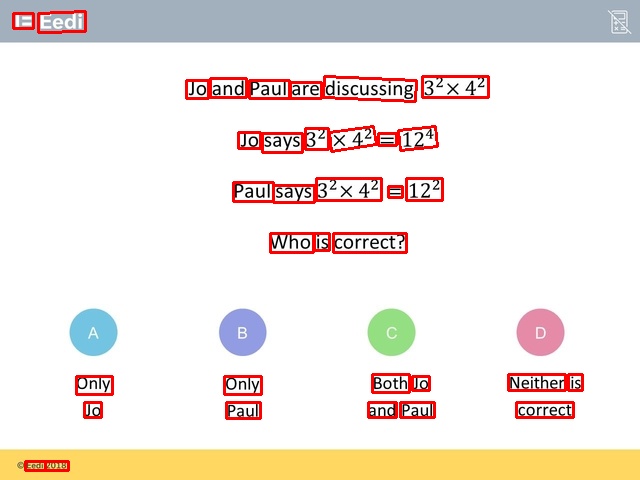 Eedi
Jo and Paul are discussing 3² × 4²
Jo says 3² × 4² = 12⁴
Paul says 3² × 4² = 12²
Who is correct?
A B C D
Only Jo
Only Paul
Both Jo and Paul
Neither is correct
© Eedi 2018